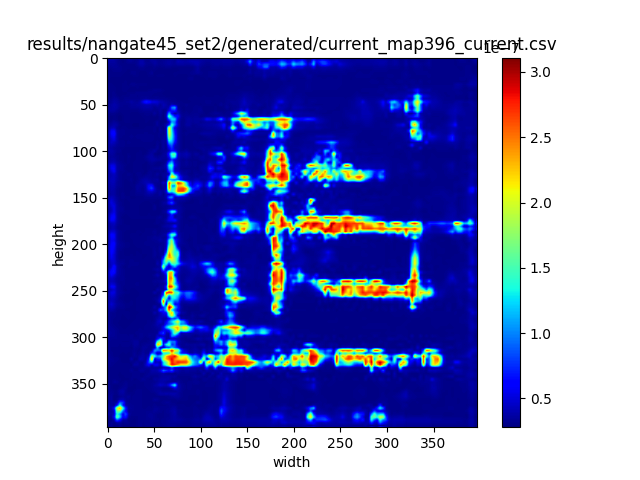 results/nangate45_set2/generated/current_map396_current.csv
1e−7
0
50
100
150
200
250
300
350
height
0 50 100 150 200 250 300 350
width
3.0
2.5
2.0
1.5
1.0
0.5